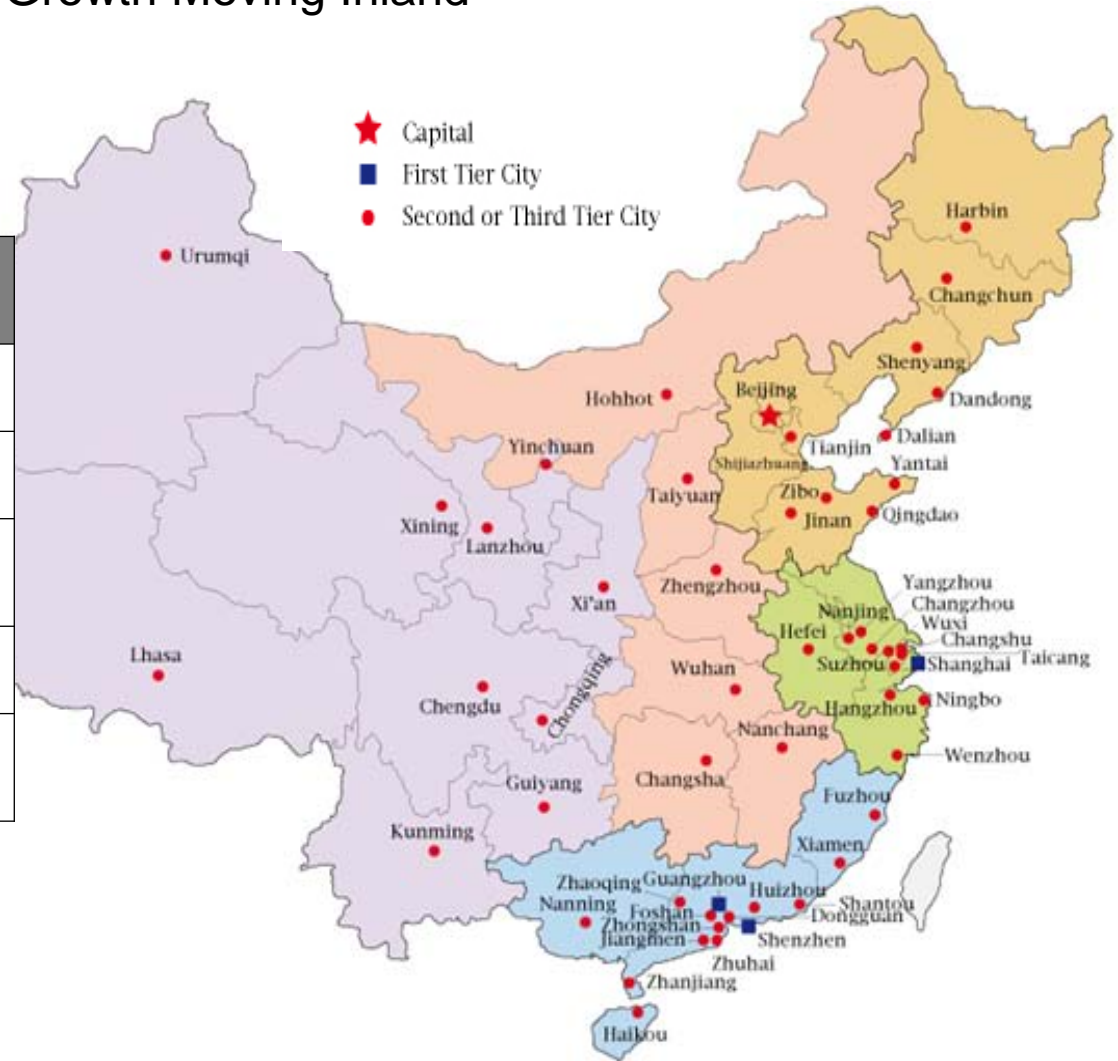 Growth Moving Inland
Capital
First Tier City
Second or Third Tier City
Harbin
Urumqi
Changchun
Shenyang
Beijing
Hohhot
Dandong
Dalian
Tianjin
Yinchuan
Yantai
Shijiazhuang
Zibo
Taiyuan
Jinan
Qingdao
Xining
Lanzhou
Zhengzhou
Yangzhou
Xi'an
Changzhou
Nanjing
Wuxi
Hefei
Changshu
Lhasa
Taicang
Suzhou
Shanghai
Wuhan
Chongqing
Chengdu
Ningbo
Hangzhou
Nanchang
Wenzhou
Changsha
Guiyang
Fuzhou
Kunming
Xiamen
Zhaoqing
Guangzhou
Huizhou
Nanning
Shantou
Foshan
Dongguan
Zhongshan
Jiangmen
Shenzhen
Zhuhai
Zhanjiang
Haikou